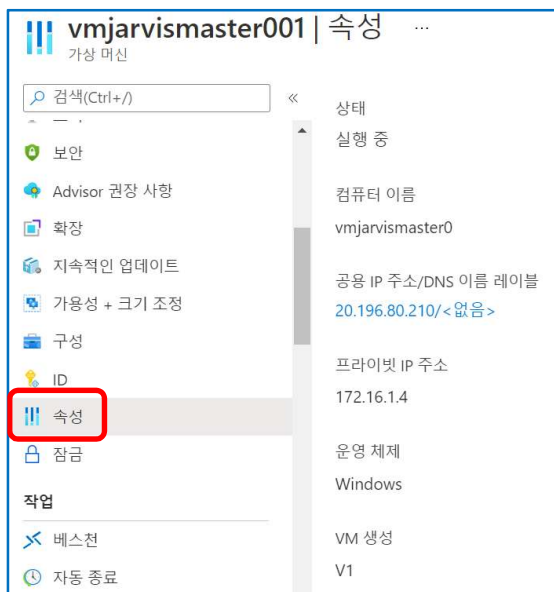 vmjarvismaster001 | 속성 ...
가상 머신
검색(Ctrl+/)
«
보안
Advisor 권장 사항
확장
지속적인 업데이트
가용성 + 크기 조정
구성
ID
속성
잠금
작업
베스천
자동 종료
상태
실행 중
컴퓨터 이름
vmjarvismaster0
공용 IP 주소/DNS 이름 레이블
20.196.80.210/<없음>
프라이빗 IP 주소
172.16.1.4
운영 체제
Windows
VM 생성
V1